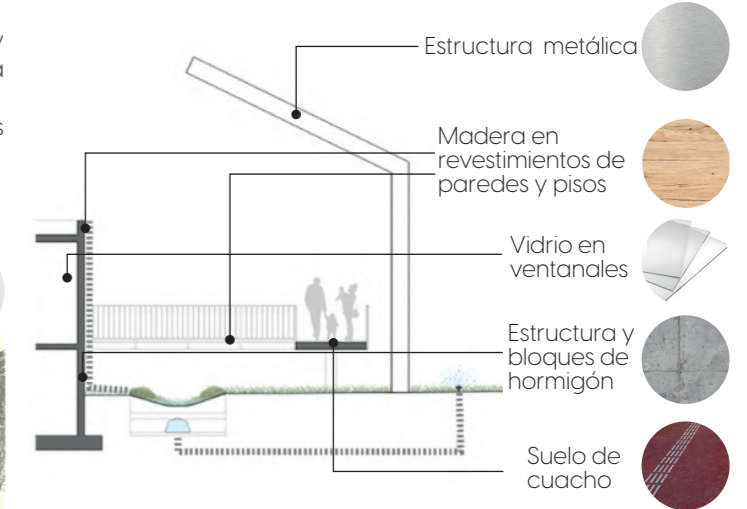 y
a
s
Estructura metálica
Madera en
revestimientos de
paredes y pisos
Vidrio en
ventanales
Estructura y
bloques de
hormigón
Suelo de
cuacho